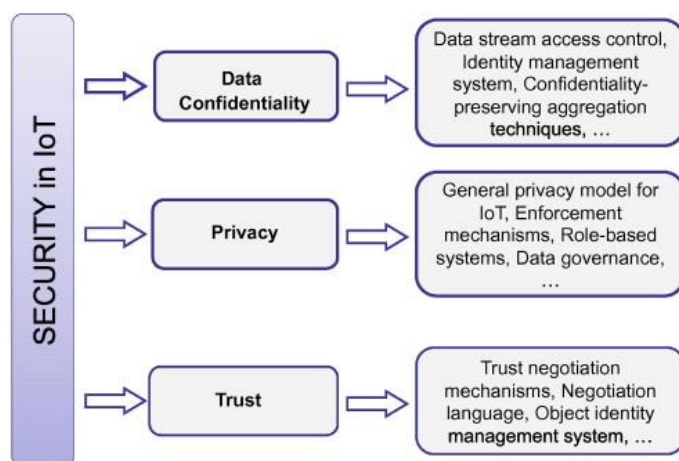 SECURITY in IoT
Data
Confidentiality
Data stream access control,
Identity management
system, Confidentiality-
preserving aggregation
techniques, …
Privacy
General privacy model for
IoT, Enforcement
mechanisms, Role-based
systems, Data governance,
…
Trust
Trust negotiation
mechanisms, Negotiation
language, Object identity
management system, …